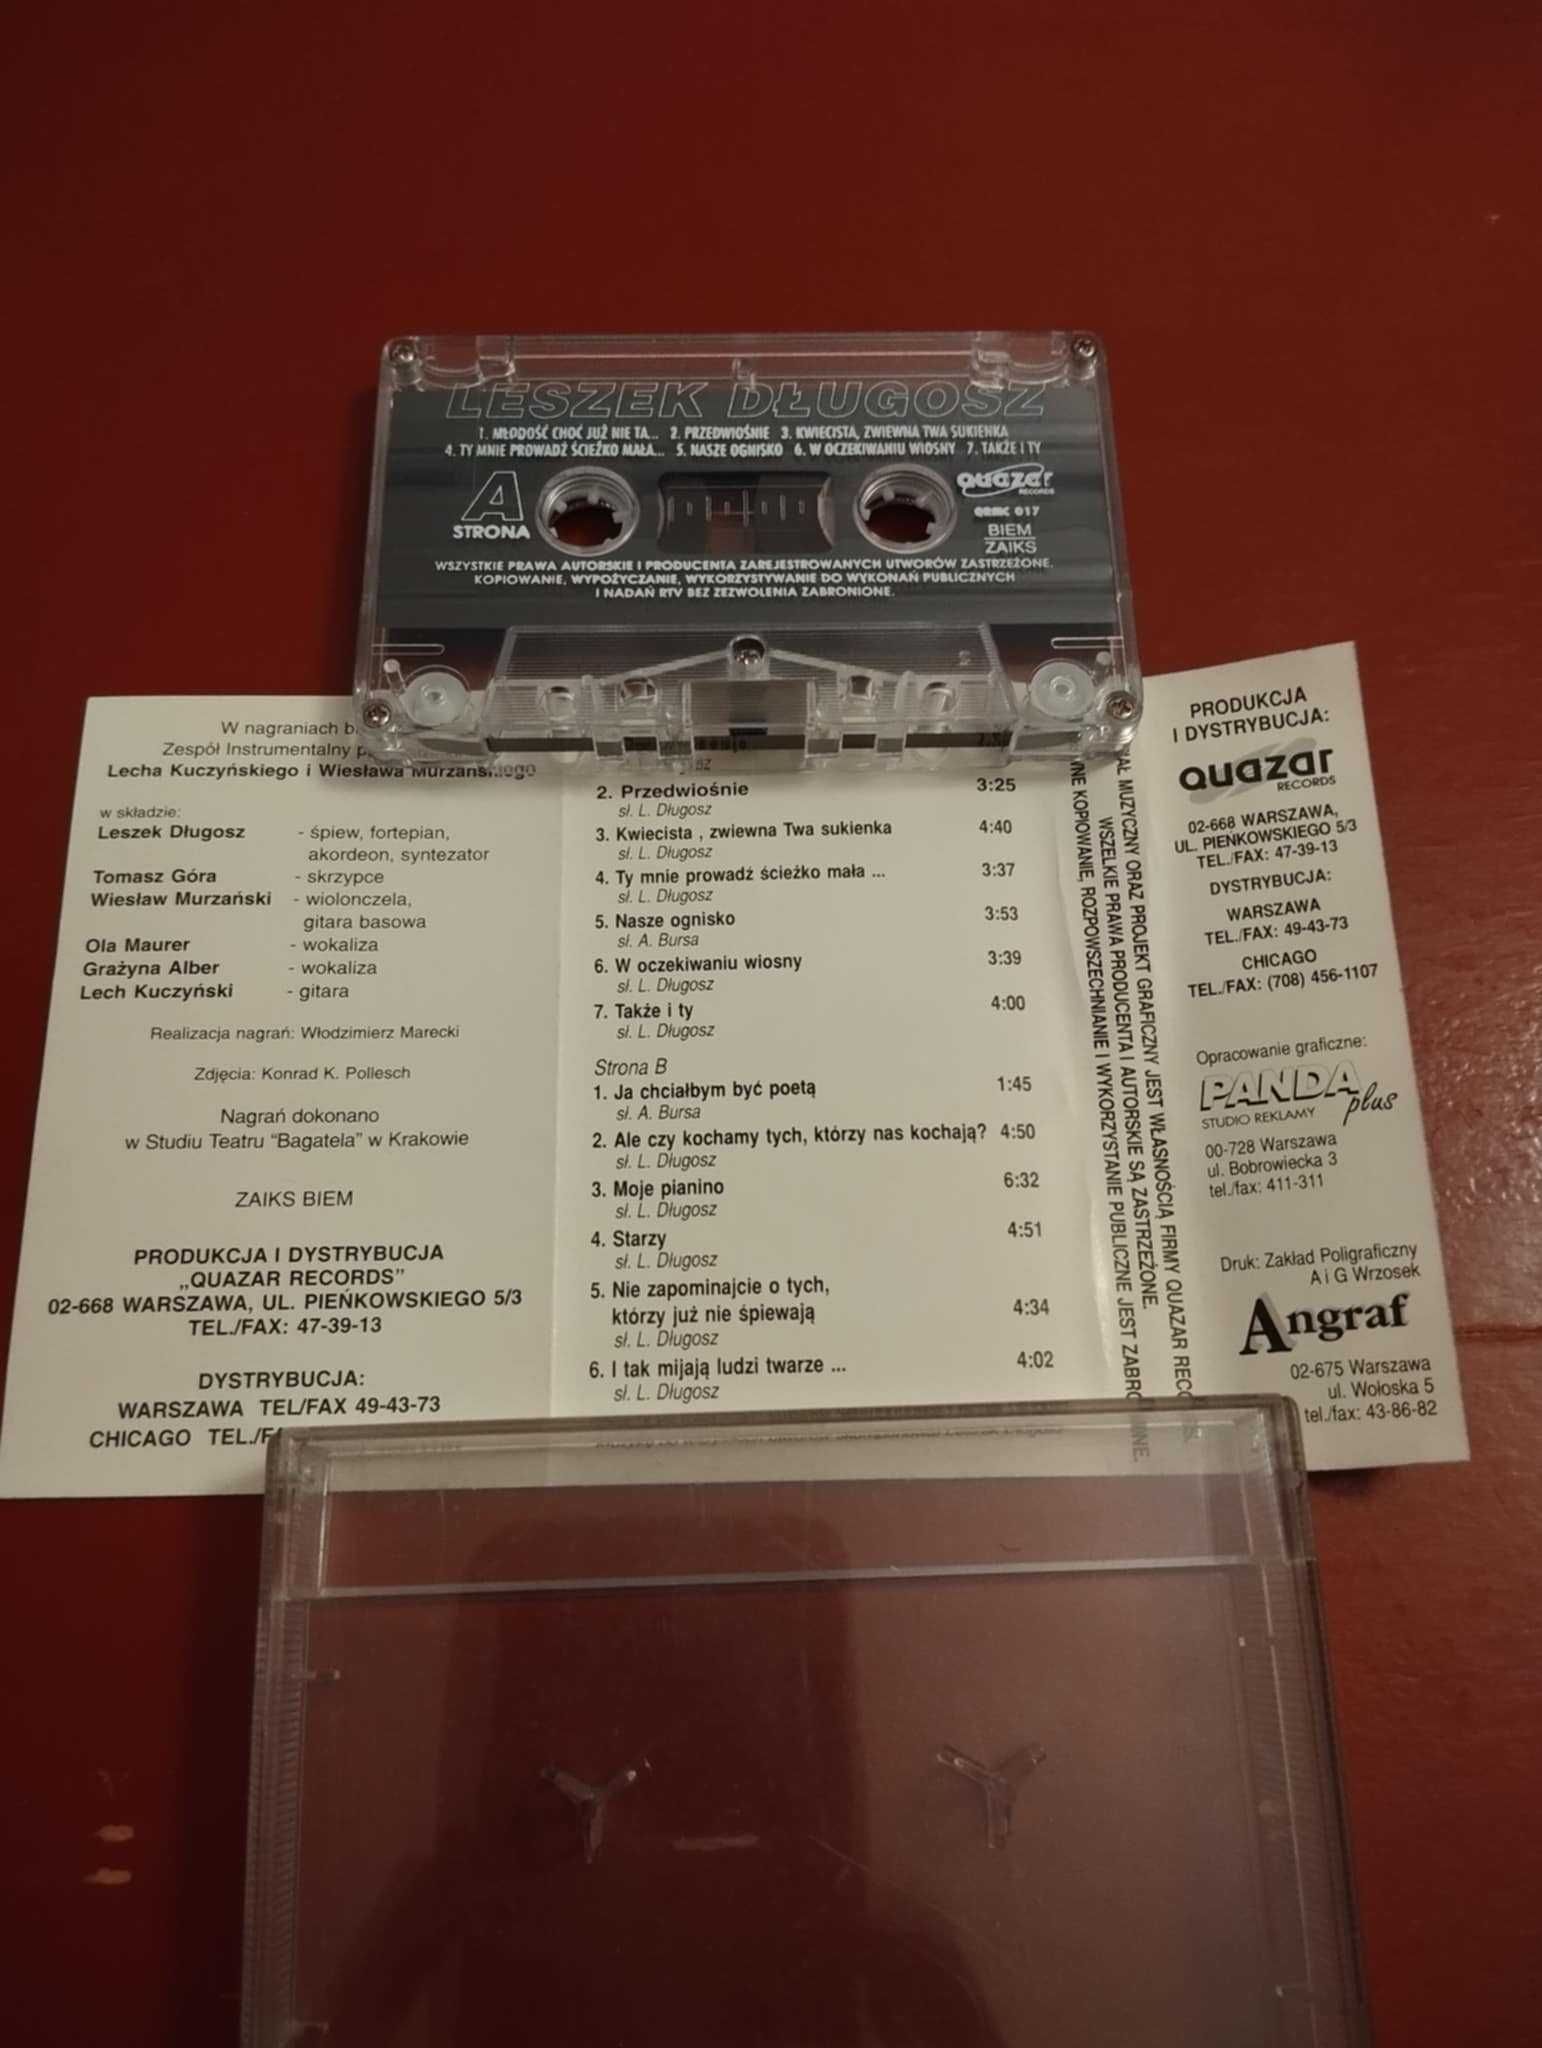 LESZEK DŁUGOSZ
1. MŁODOŚĆ CHOĆ JUŻ NIE TA... 2. PRZEDWIOŚNIE 3. KWIECISTA, ZWIEWNA TWA SUKIENKA
4. TY MNIE PROWADŹ ŚCIEŻKO MAŁA... 5. NASZE OGNISKO 6. W OCZEKIWANIU WIOSNY 7. TAKŻE I TY
A
STRONA
QUAZAR
RECORDS
QRMC 017
BIEM
ZAIKS
WSZYSTKIE PRAWA AUTORSKIE I PRODUCENTA ZAREJESTROWANYCH UTWORÓW ZASTRZEŻONE.
KOPIOWANIE, WYPOŻYCZANIE, WYKORZYSTYWANIE DO WYKONAŃ PUBLICZNYCH
I NADAŃ RTV BEZ ZEZWOLENIA ZABRONIONE.
W nagraniach
Zespół Instrumentalny
Lecha Kuczyńskiego i Wiesława Murzańskiego
w składzie:
Leszek Długosz - śpiew, fortepian,
akordeon, syntezator
Tomasz Góra - skrzypce
Wiesław Murzański - wiolonczela,
gitara basowa
Ola Maurer - wokaliza
Grażyna Alber - wokaliza
Lech Kuczyński - gitara
Realizacja nagrań: Włodzimierz Marecki
Zdjęcia: Konrad K. Pollesch
Nagrań dokonano
w Studiu Teatru "Bagatela" w Krakowie
ZAIKS BIEM
PRODUKCJA I DYSTRYBUCJA
„QUAZAR RECORDS”
02-668 WARSZAWA, UL. PIEŃKOWSKIEGO 5/3
TEL./FAX: 47-39-13
DYSTRYBUCJA:
WARSZAWA TEL/FAX 49-43-73
CHICAGO
2. Przedwiośnie 3:25
sł. L. Długosz
3. Kwiecista , zwiewna Twa sukienka 4:40
sł. L. Długosz
4. Ty mnie prowadź ścieżko mała ... 3:37
sł. L. Długosz
5. Nasze ognisko 3:53
sł. A. Bursa
6. W oczekiwaniu wiosny 3:39
sł. L. Długosz
7. Także i ty 4:00
sł. L. Długosz
Strona B
1. Ja chciałbym być poetą 1:45
sł. A. Bursa
2. Ale czy kochamy tych, którzy nas kochają? 4:50
sł. L. Długosz
3. Moje pianino 6:32
sł. L. Długosz
4. Starzy 4:51
sł. L. Długosz
5. Nie zapominajcie o tych,
którzy już nie śpiewają 4:34
sł. L. Długosz
6. I tak mijają ludzi twarze ... 4:02
sł. L. Długosz
MUZYCZNY ORAZ PROJEKT GRAFICZNY JEST WŁASNOŚCIĄ FIRMY QUAZAR
WSZELKIE PRAWA PRODUCENTA I AUTORSKIE SĄ ZASTRZEŻONE.
KOPIOWANIE, ROZPOWSZECHNIANIE I WYKORZYSTANIE PUBLICZNE JEST
PRODUKCJA
I DYSTRYBUCJA:
QUAZAR
RECORDS
02-668 WARSZAWA,
UL. PIEŃKOWSKIEGO 5/3
TEL./FAX: 47-39-13
DYSTRYBUCJA:
WARSZAWA
TEL./FAX: 49-43-73
CHICAGO
TEL./FAX: (708) 456-1107
Opracowanie graficzne:
PANDA
plus
STUDIO REKLAMY
00-728 Warszawa
ul. Bobrowiecka 3
tel./fax: 411-311
Druk: Zakład Poligraficzny
A i G Wrzosek
Angraf
02-675 Warszawa
ul. Wołoska 5
tel./fax: 43-86-82